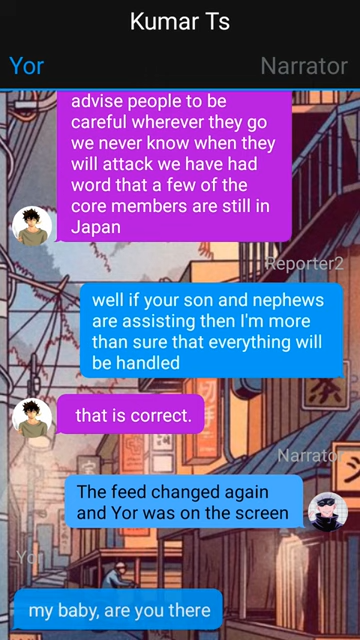 Kumar Ts
Yor
Narrator
advise people to be
careful wherever they go
we never know when they
will attack we have had
word that a few of the
core members are still in
Japan
Reporter2
well if your son and nephews
are assisting then I'm more
than sure that everything will
be handled
that is correct.
Narrator
The feed changed again
and Yor was on the screen
Yor
my baby, are you there